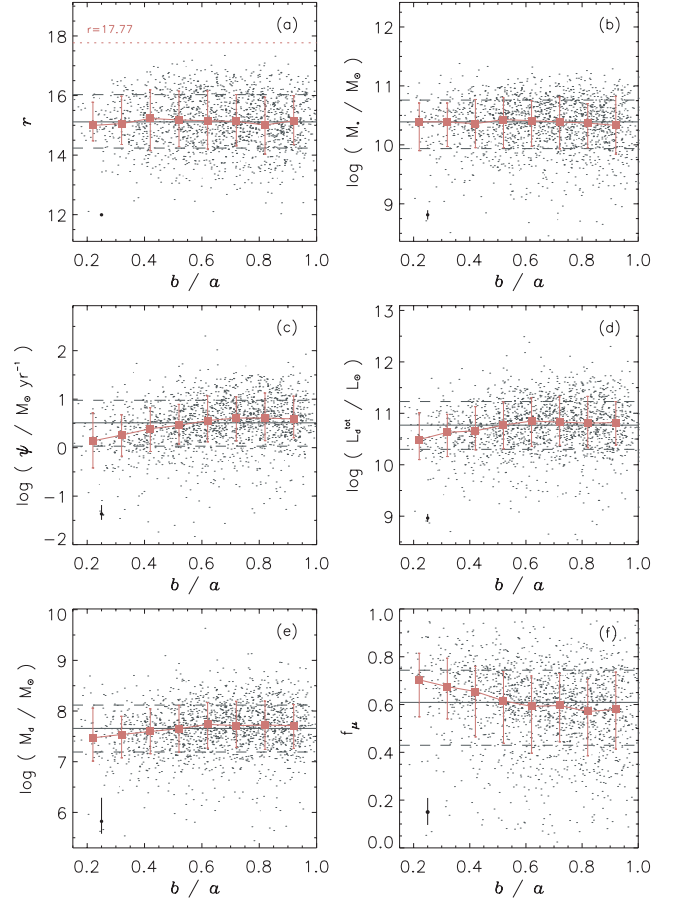 18
16
14
12
r
r=17.77
(a)
0.2 0.4 0.6 0.8 1.0
b / a
12
11
10
9
log ( M* / M⊙ )
(b)
0.2 0.4 0.6 0.8 1.0
b / a
2
1
0
−1
−2
log ( ψ / M⊙ yr⁻¹ )
(c)
0.2 0.4 0.6 0.8 1.0
b / a
13
12
11
10
9
log ( L_d^tot / L⊙ )
(d)
0.2 0.4 0.6 0.8 1.0
b / a
10
9
8
7
6
log ( M_d / M⊙ )
(e)
0.2 0.4 0.6 0.8 1.0
b / a
1.0
0.8
0.6
0.4
0.2
0.0
f_μ
(f)
0.2 0.4 0.6 0.8 1.0
b / a